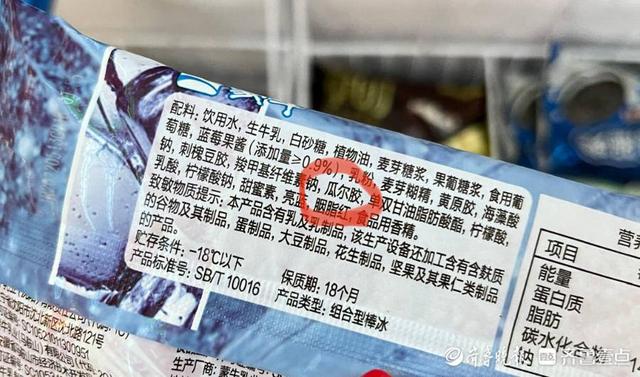 配料：饮用水，生牛乳，白砂糖，植物油，麦芽糖浆，果葡糖浆，食用葡
萄糖，蓝莓果酱（添加量≥0.9%）乳粉，麦芽糊精，黄原胶，海藻酸
钠，刺槐豆胶，羧甲基纤维素钠，瓜尔胶，单双甘油脂肪酸酯，柠檬酸，
乳酸，柠檬酸钠，甜蜜素，亮蓝，胭脂红，食品用香精。
致敏物质提示：本产品含有乳及乳制品，该生产设备还加工含有含麸质
的谷物及其制品，蛋制品，大豆制品，花生制品，坚果及其果仁类制品
的产品。
贮存条件：-18℃以下 保质期：18个月
产品标准号：SB/T 10016 产品类型：组合型棒冰
项目
能量
蛋白质
脂肪
碳水化合物
钠
齐鲁晚报 齐鲁壹点